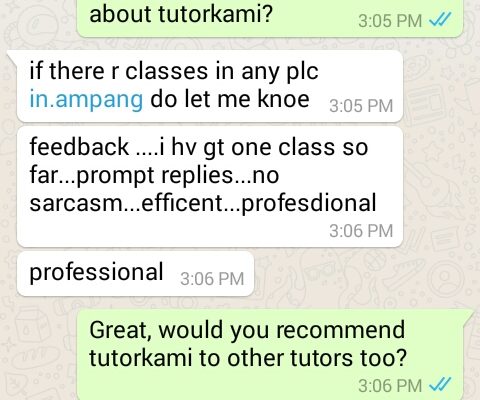 about tutorkami?
3:05 PM
if there r classes in any plc
in.ampang do let me knoe
3:05 PM
feedback ....i hv gt one class so
far...prompt replies...no
sarcasm...efficent...profesdional
3:06 PM
professional
3:06 PM
Great, would you recommend
tutorkami to other tutors too?
3:06 PM